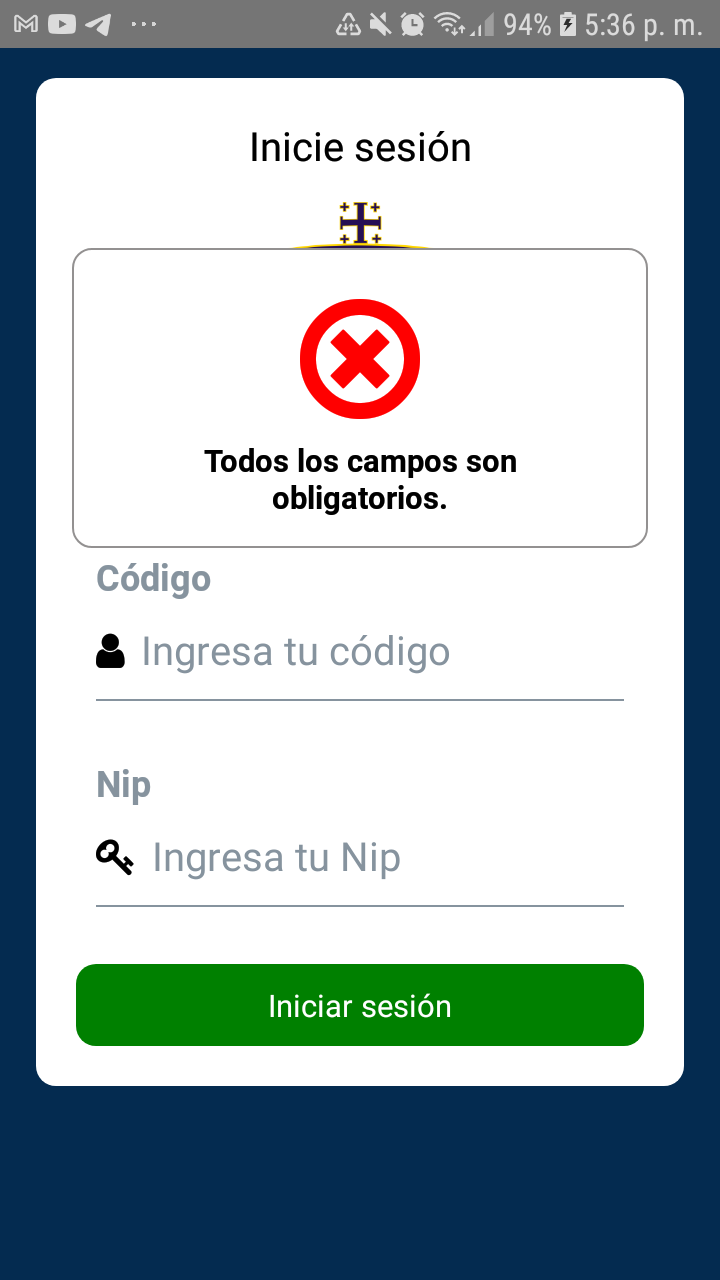 94% 5:36 p. m.
Inicie sesión
Todos los campos son
obligatorios.
Código
Ingresa tu código
Nip
Ingresa tu Nip
Iniciar sesión